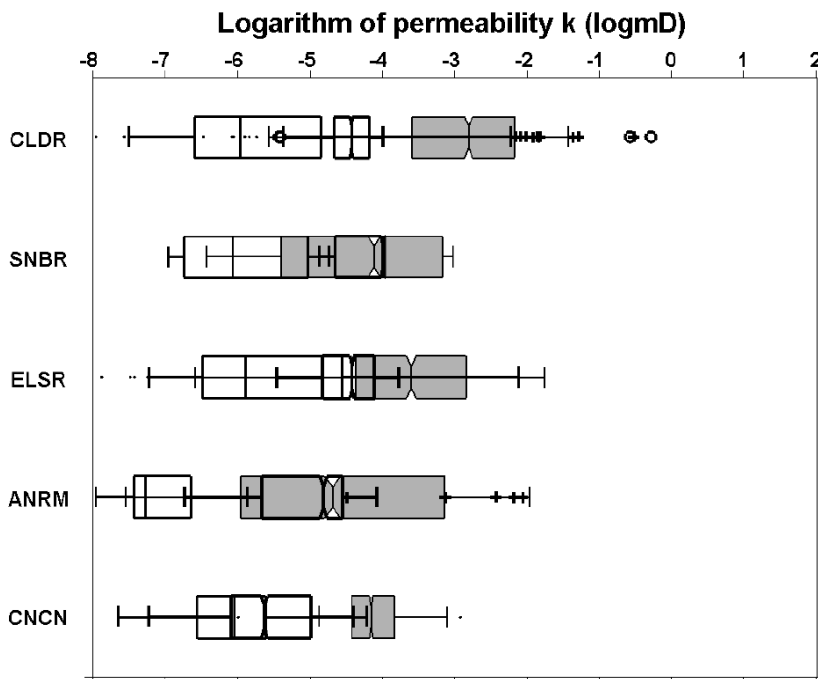 Logarithm of permeability k (logmD)
-8 -7 -6 -5 -4 -3 -2 -1 0 1 2
CLDR
SNBR
ELSR
ANRM
CNCN